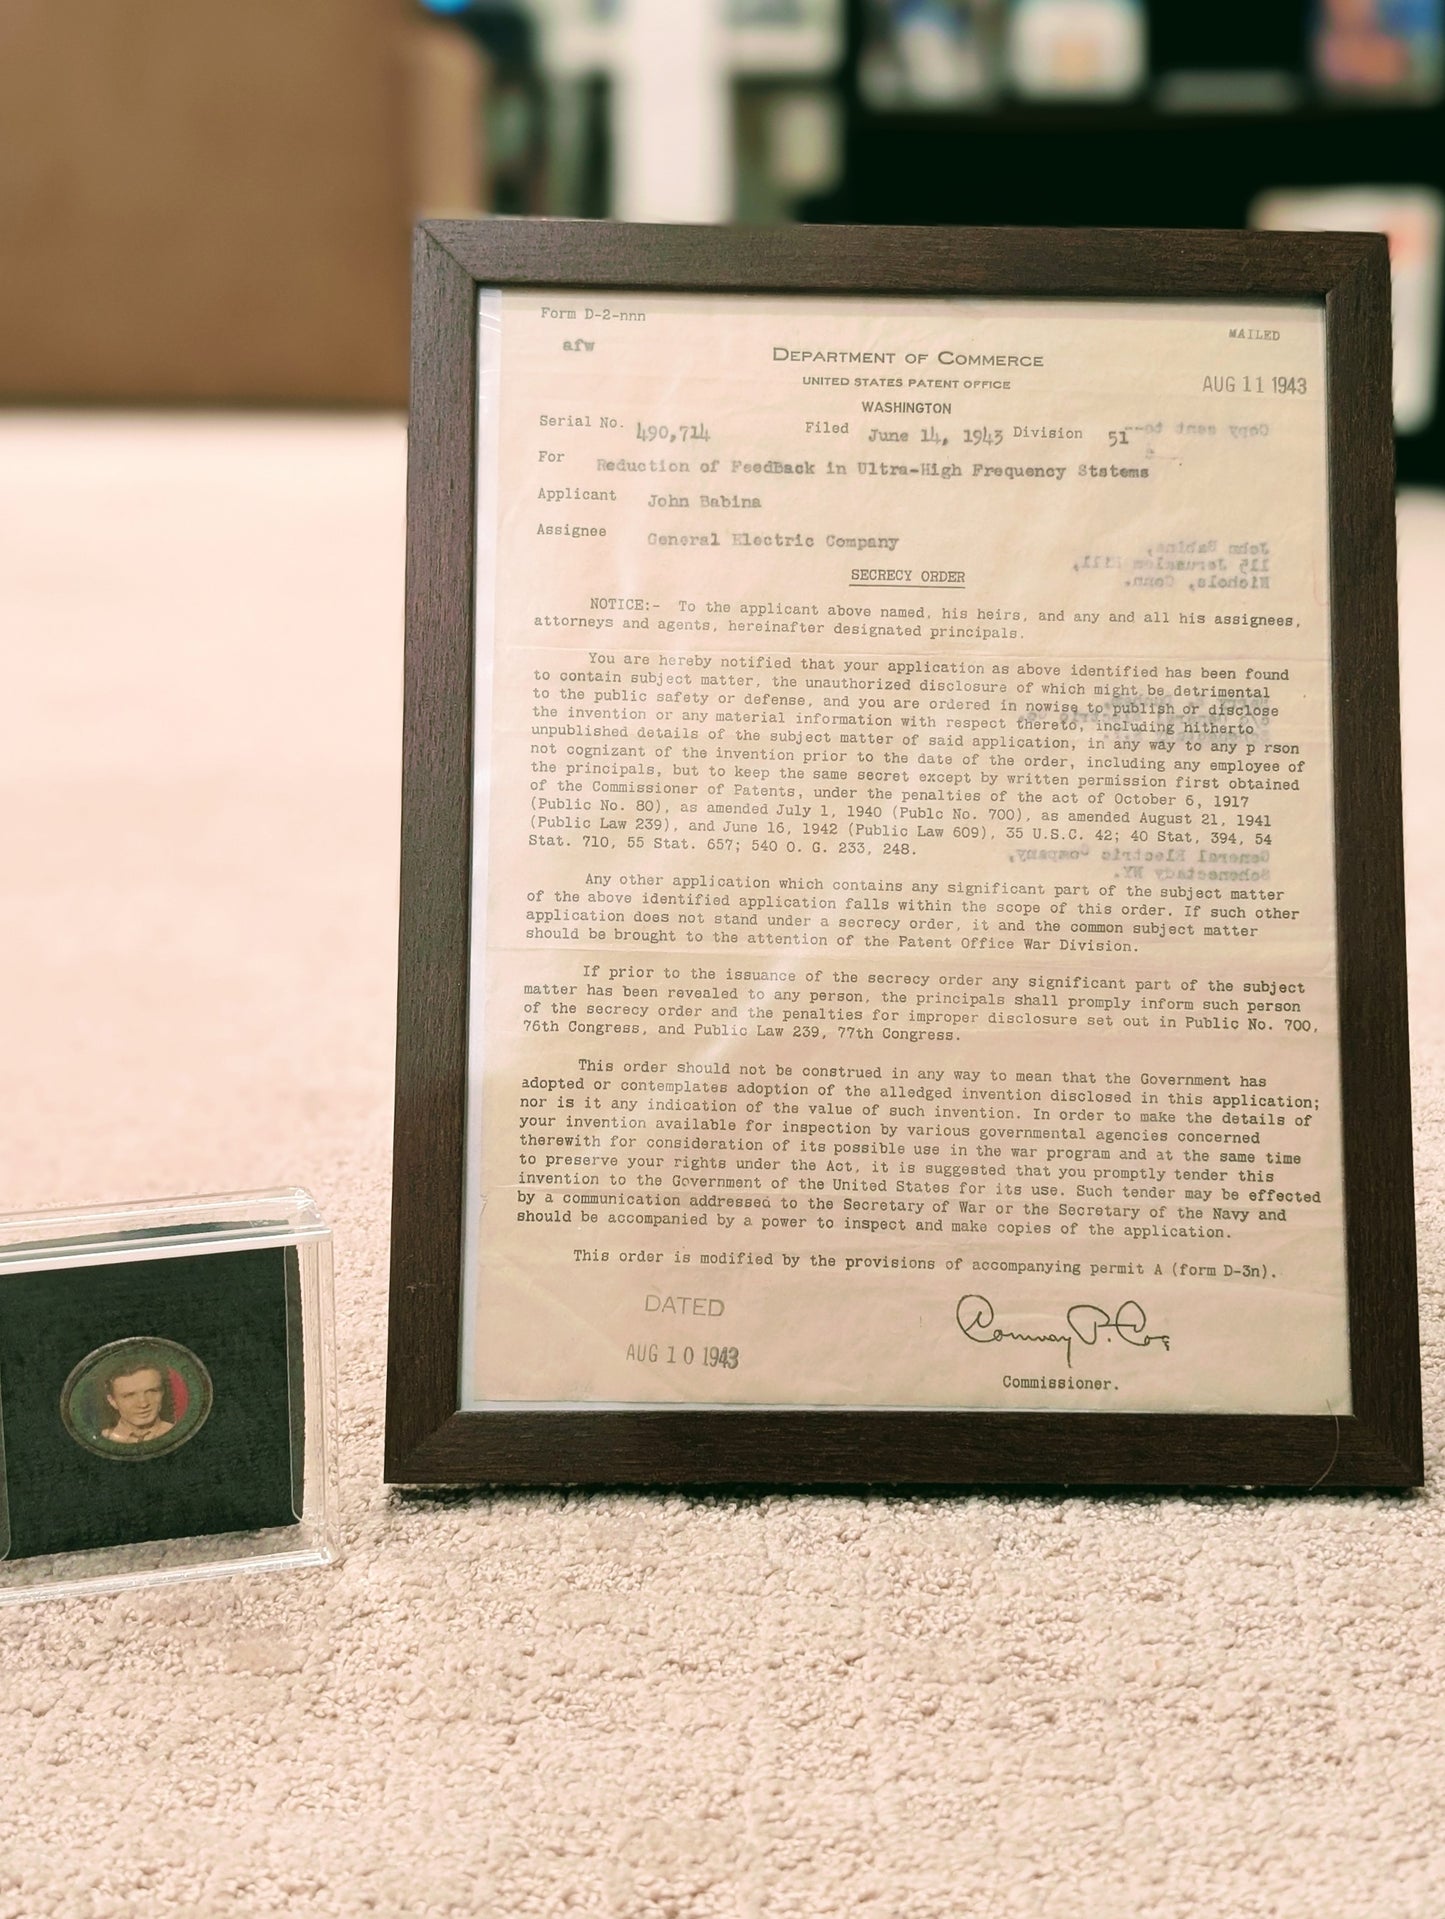 Form D-2-nnn
MAILED
afw
DEPARTMENT OF COMMERCE
UNITED STATES PATENT OFFICE
AUG 11 1943
WASHINGTON
Serial No. 490,714 Filed June 14, 1943 Division 51
Copy sent to
For Reduction of FeedBack in Ultra-High Frequency Ststems
Applicant John Babina
Assignee General Electric Company
John Babina,
115 Jerusalem Hill,
Nichols, Conn.
SECRECY ORDER
NOTICE:- To the applicant above named, his heirs, and any and all his assignees,
attorneys and agents, hereinafter designated principals.
You are hereby notified that your application as above identified has been found
to contain subject matter, the unauthorized disclosure of which might be detrimental
to the public safety or defense, and you are ordered in nowise to publish or disclose
the invention or any material information with respect thereto, including hitherto
unpublished details of the subject matter of said application, in any way to any p rson
not cognizant of the invention prior to the date of the order, including any employee of
the principals, but to keep the same secret except by written permission first obtained
of the Commissioner of Patents, under the penalties of the act of October 6, 1917
(Public No. 80), as amended July 1, 1940 (Publc No. 700), as amended August 21, 1941
(Public Law 239), and June 16, 1942 (Public Law 609), 35 U.S.C. 42; 40 Stat, 394, 54
Stat. 710, 55 Stat. 657; 540 O. G. 233, 248.
General Electric Company,
Schenectady NY.
Any other application which contains any significant part of the subject matter
of the above identified application falls within the scope of this order. If such other
application does not stand under a secrecy order, it and the common subject matter
should be brought to the attention of the Patent Office War Division.
If prior to the issuance of the secrecy order any significant part of the subject
matter has been revealed to any person, the principals shall promply inform such person
of the secrecy order and the penalties for improper disclosure set out in Public No. 700,
76th Congress, and Public Law 239, 77th Congress.
This order should not be construed in any way to mean that the Government has
adopted or contemplates adoption of the alledged invention disclosed in this application;
nor is it any indication of the value of such invention. In order to make the details of
your invention available for inspection by various governmental agencies concerned
therewith for consideration of its possible use in the war program and at the same time
to preserve your rights under the Act, it is suggested that you promptly tender this
invention to the Government of the United States for its use. Such tender may be effected
by a communication addressed to the Secretary of War or the Secretary of the Navy and
should be accompanied by a power to inspect and make copies of the application.
This order is modified by the provisions of accompanying permit A (form D-3n).
DATED
AUG 10 1943
Conway P. Coe
Commissioner.